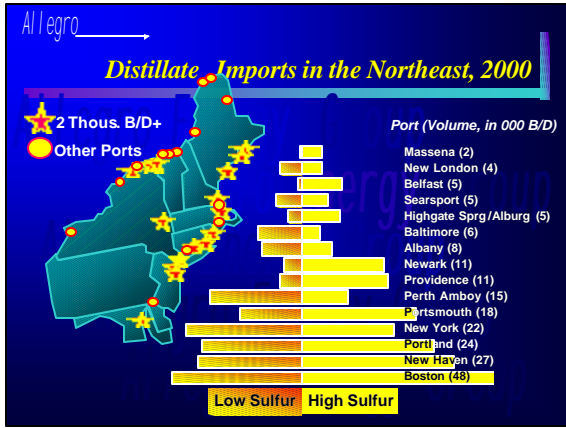 Allegro
Distillate Imports in the Northeast, 2000
2 Thous. B/D+
Other Ports
Port (Volume, in 000 B/D)
Massena (2)
New London (4)
Belfast (5)
Searsport (5)
Highgate Sprg/Alburg (5)
Baltimore (6)
Albany (8)
Newark (11)
Providence (11)
Perth Amboy (15)
Portsmouth (18)
New York (22)
Portland (24)
New Haven (27)
Boston (48)
Low Sulfur
High Sulfur